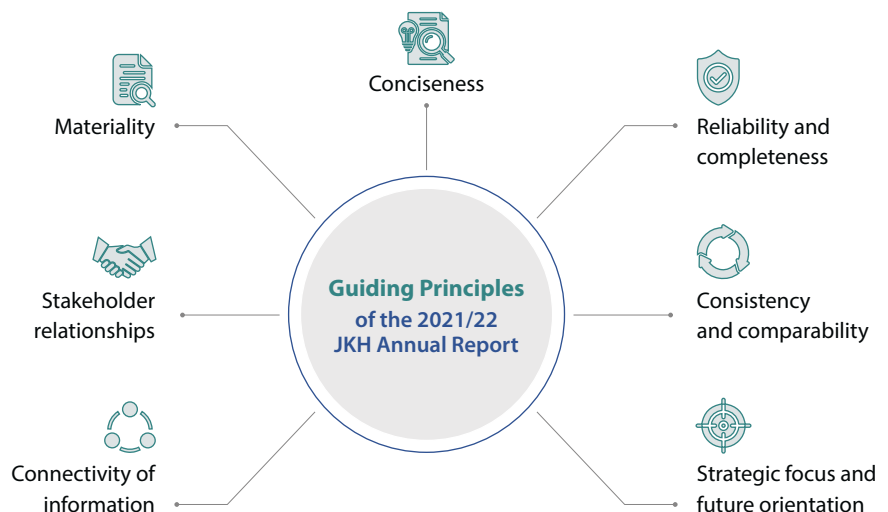 Conciseness
Materiality
Reliability and
completeness
Stakeholder
relationships
Guiding Principles
of the 2021/22
JKH Annual Report
Consistency
and comparability
Connectivity of
information
Strategic focus and
future orientation